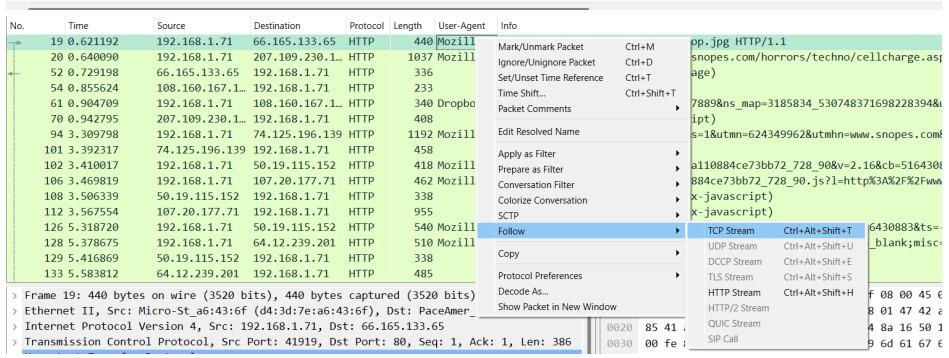 No. Time Source Destination Protocol Length User-Agent Info
19 0.621192 192.168.1.71 66.165.133.65 HTTP 440 Mozill op.jpg HTTP/1.1
20 0.640090 192.168.1.71 207.109.230.1… HTTP 1037 Mozill snopes.com/horrors/techno/cellcharge.asp
52 0.729198 66.165.133.65 192.168.1.71 HTTP 336 age)
54 0.855624 108.160.167.1… 192.168.1.71 HTTP 233
61 0.904709 192.168.1.71 108.160.167.1… HTTP 340 Dropbo 7889&ns_map=3185834_530748371698228394&
70 0.942795 207.109.230.1… 192.168.1.71 HTTP 408 ipt)
94 3.309798 192.168.1.71 74.125.196.139 HTTP 1192 Mozill s=1&utmn=624349962&utmhn=www.snopes.com&
101 3.392317 74.125.196.139 192.168.1.71 HTTP 458
102 3.410017 192.168.1.71 50.19.115.152 HTTP 418 Mozill a110884ce73bb72_728_90&v=2.16&cb=5164308
106 3.469819 192.168.1.71 107.20.177.71 HTTP 462 Mozill 884ce73bb72_728_90.js?l=http%3A%2F%2Fwww
108 3.506339 50.19.115.152 192.168.1.71 HTTP 338 x-javascript)
112 3.567554 107.20.177.71 192.168.1.71 HTTP 955 x-javascript)
126 5.318720 192.168.1.71 50.19.115.152 HTTP 540 Mozill 6430883&ts=
128 5.378675 192.168.1.71 64.12.239.201 HTTP 510 Mozill _blank;misc=
129 5.416869 50.19.115.152 192.168.1.71 HTTP 338
133 5.583812 64.12.239.201 192.168.1.71 HTTP 485
Mark/Unmark Packet Ctrl+M
Ignore/Unignore Packet Ctrl+D
Set/Unset Time Reference Ctrl+T
Time Shift... Ctrl+Shift+T
Packet Comments
Edit Resolved Name
Apply as Filter
Prepare as Filter
Conversation Filter
Colorize Conversation
SCTP
Follow
Copy
Protocol Preferences
Decode As...
Show Packet in New Window
TCP Stream Ctrl+Alt+Shift+T
UDP Stream Ctrl+Alt+Shift+U
DCCP Stream Ctrl+Alt+Shift+E
TLS Stream Ctrl+Alt+Shift+S
HTTP Stream Ctrl+Alt+Shift+H
HTTP/2 Stream
QUIC Stream
SIP Call
Frame 19: 440 bytes on wire (3520 bits), 440 bytes captured (3520 bits)
Ethernet II, Src: Micro-St_a6:43:6f (d4:3d:7e:a6:43:6f), Dst: PaceAmer_
Internet Protocol Version 4, Src: 192.168.1.71, Dst: 66.165.133.65
Transmission Control Protocol, Src Port: 41919, Dst Port: 80, Seq: 1, Ack: 1, Len: 386
f 08 00 45 0
8 01 47 42 a
0020 85 41 4 8a 16 50 1
0030 00 fe 9 6d 61 67 6